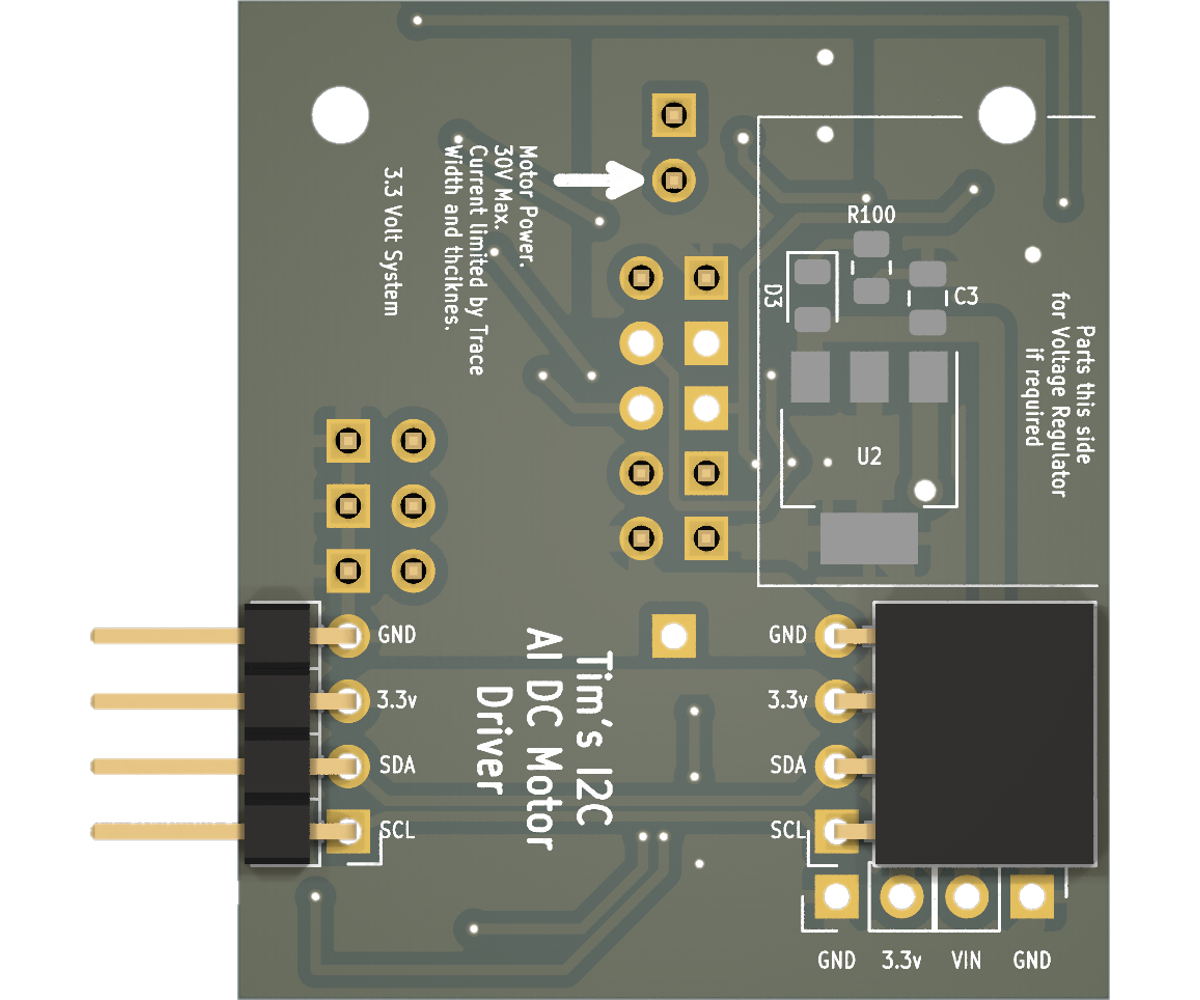 R100
D3
C3
U2
Parts this side
for Voltage Regulator
if required
Motor Power.
30V Max.
Current limited by Trace
Width and thciknes.
3.3 Volt System
GND
3.3v
SDA
SCL
Tim's I2C
AI DC Motor
Driver
GND
3.3v
SDA
SCL
GND
3.3v
VIN
GND